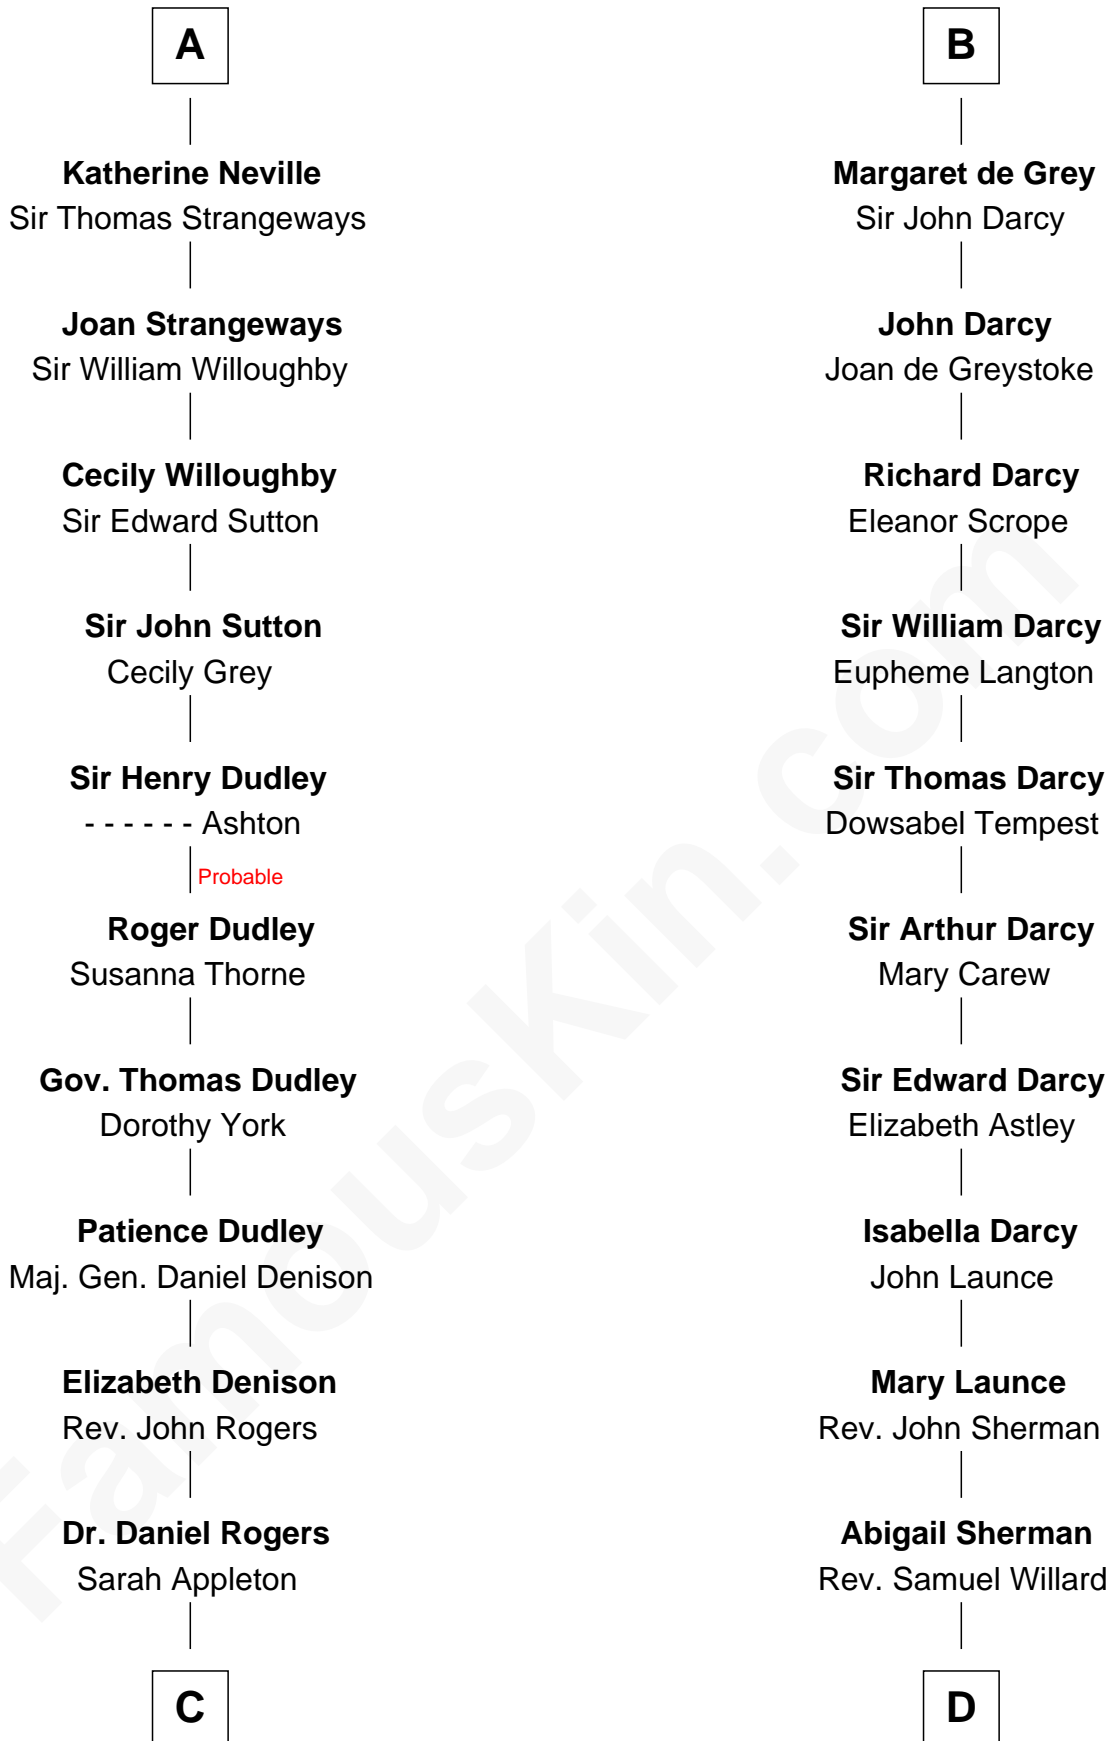 A
Katherine Neville
Sir Thomas Strangeways
Joan Strangeways
Sir William Willoughby
Cecily Willoughby
Sir Edward Sutton
Sir John Sutton
Cecily Grey
Sir Henry Dudley
- - - - - - Ashton
Probable
Roger Dudley
Susanna Thorne
Gov. Thomas Dudley
Dorothy York
Patience Dudley
Maj. Gen. Daniel Denison
Elizabeth Denison
Rev. John Rogers
Dr. Daniel Rogers
Sarah Appleton
C
B
Margaret de Grey
Sir John Darcy
John Darcy
Joan de Greystoke
Richard Darcy
Eleanor Scrope
Sir William Darcy
Eupheme Langton
Sir Thomas Darcy
Dowsabel Tempest
Sir Arthur Darcy
Mary Carew
Sir Edward Darcy
Elizabeth Astley
Isabella Darcy
John Launce
Mary Launce
Rev. John Sherman
Abigail Sherman
Rev. Samuel Willard
D
FamousKin.com